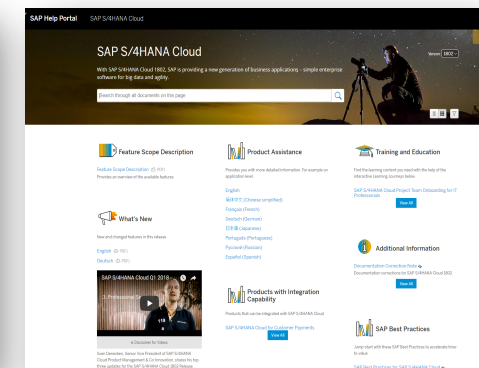 SAP Help Portal SAP S/4HANA Cloud
SAP S/4HANA Cloud
Version 1802
With SAP S/4HANA Cloud 1802, SAP is providing a new generation of business applications - simple enterprise
software for big data and agility.
Search through all documents on this page
Feature Scope Description
Feature Scope Description (PDF)
Provides an overview of the available features
What's New
New and changed features in this release
English (PDF)
Deutsch (PDF)
SAP S/4HANA Cloud Q1 2018
Disclaimer for Videos
Sven Denecken, Senior Vice President of SAP S/4HANA
Cloud Product Management & Co-Innovation, shares his top
three updates for the SAP S/4HANA Cloud 1802 Release
Product Assistance
Provides you with more detailed information. For example on
application level
English
简体中文 (Chinese simplified)
Français (French)
Deutsch (German)
日本語 (Japanese)
Português (Portuguese)
Русский (Russian)
Español (Spanish)
Products with Integration
Capability
Products that can be integrated with SAP S/4HANA Cloud
SAP S/4HANA Cloud for Customer Payments
View All
Training and Education
Find the learning content you need with the help of the
interactive Learning Journeys below.
SAP S/4HANA Cloud Project Team Onboarding for IT
Professionals
View All
Additional Information
Documentation Correction Note
Documentation corrections for SAP S/4HANA Cloud 1802
View All
SAP Best Practices
Jump start with these SAP Best Practices to accelerate time-
to-value
SAP Best Practices for SAP S/4HANA Cloud